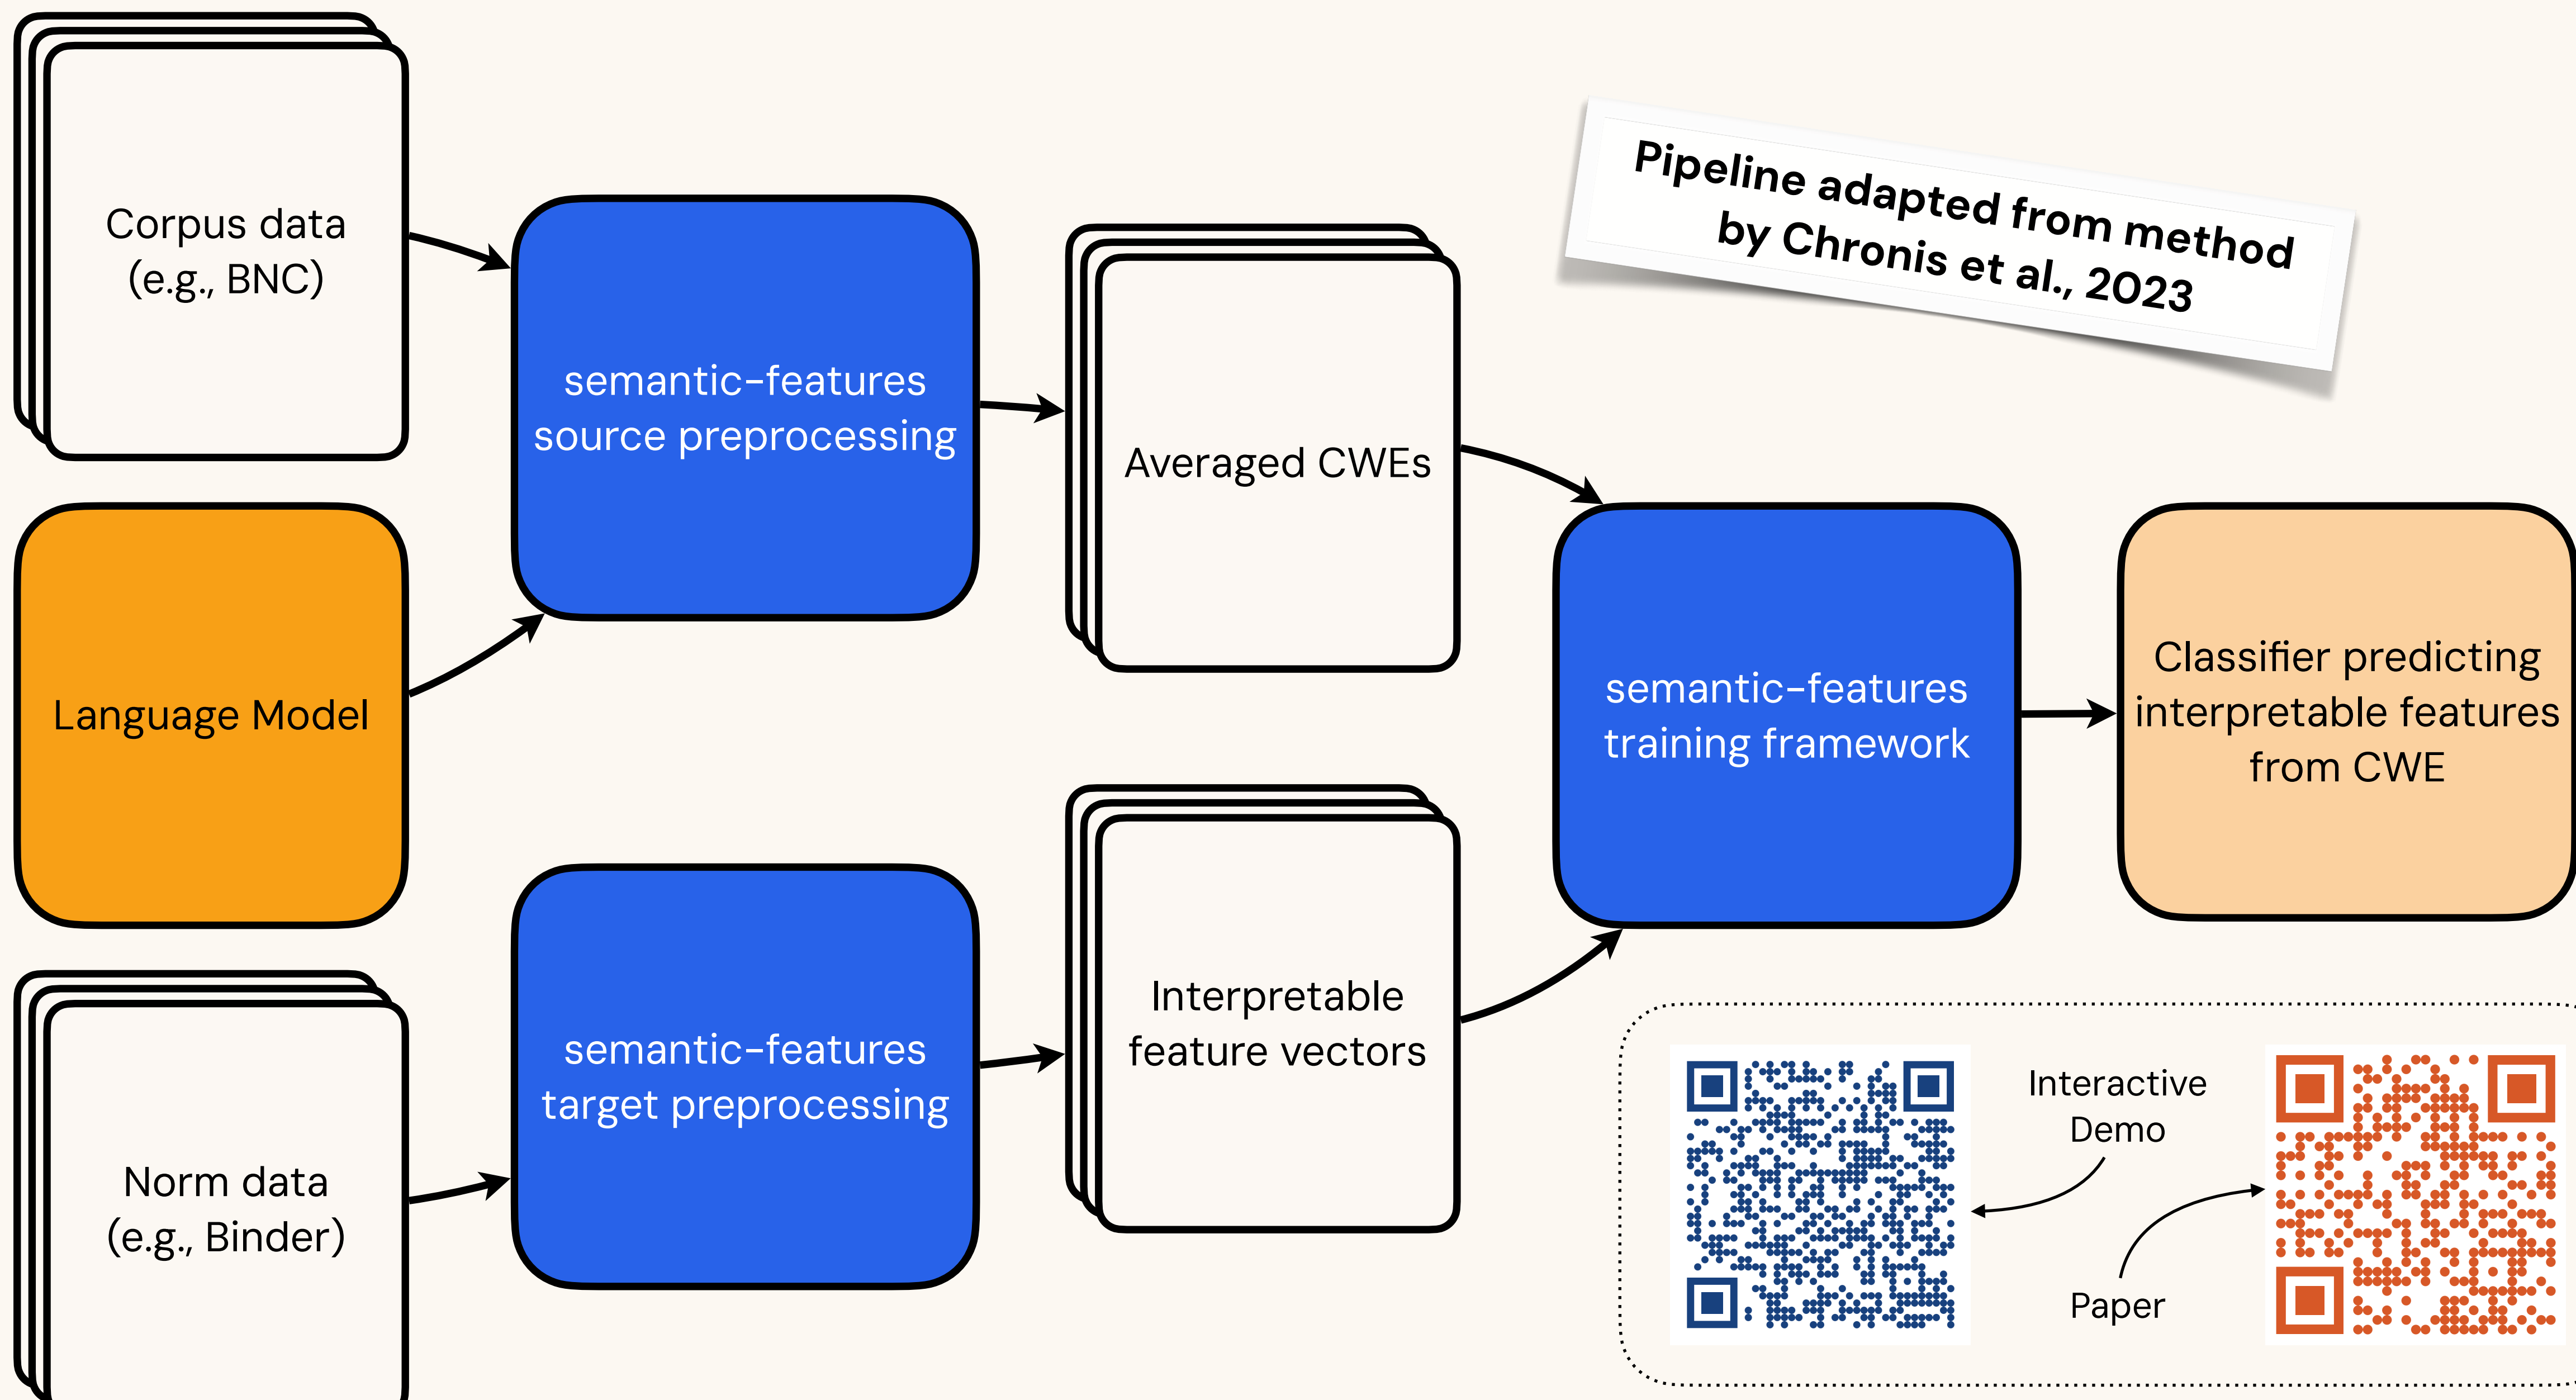 Corpus data
(e.g., BNC)
Language Model
Norm data
(e.g., Binder)
semantic-features
source preprocessing
semantic-features
target preprocessing
Averaged CWEs
Interpretable
feature vectors
Pipeline adapted from method
by Chronis et al., 2023
semantic-features
training framework
Classifier predicting
interpretable features
from CWE
Interactive
Demo
Paper